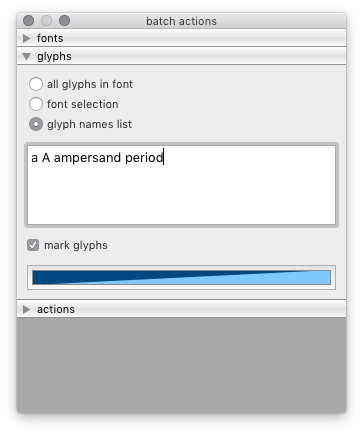 batch actions
fonts
glyphs
all glyphs in font
font selection
glyph names list
a A ampersand period
mark glyphs
actions